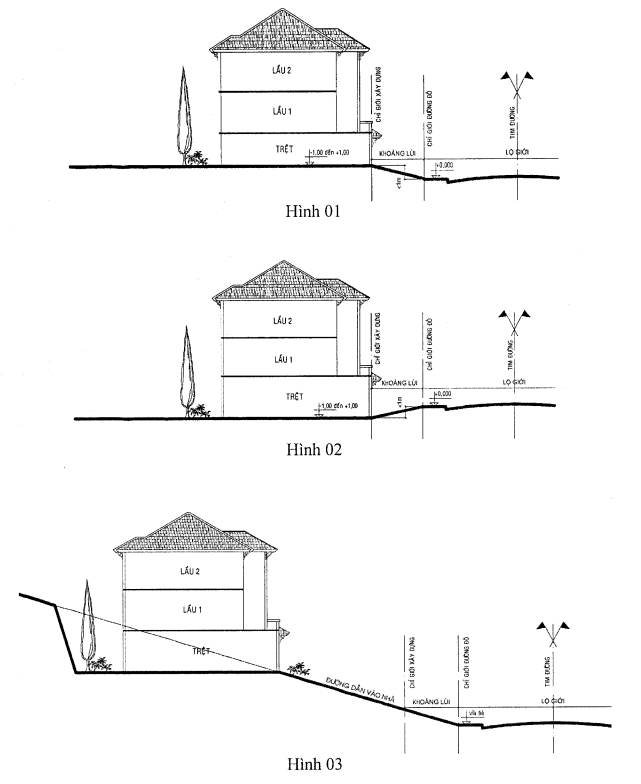 LẦU 2
LẦU 1
TRỆT
-1,00 đến +1,00
CHỈ GIỚI XÂY DỰNG
KHOẢNG LÙI
<1m
CHỈ GIỚI ĐƯỜNG ĐỎ
+0,000
TIM ĐƯỜNG
LỘ GIỚI
Hình 01
LẦU 2
LẦU 1
TRỆT
-1,00 đến +1,00
CHỈ GIỚI XÂY DỰNG
KHOẢNG LÙI
<1m
CHỈ GIỚI ĐƯỜNG ĐỎ
+0,000
TIM ĐƯỜNG
LỘ GIỚI
Hình 02
LẦU 2
LẦU 1
TRỆT
ĐƯỜNG DẪN VÀO NHÀ
CHỈ GIỚI XÂY DỰNG
KHOẢNG LÙI
CHỈ GIỚI ĐƯỜNG ĐỎ
vỉa hè
TIM ĐƯỜNG
LỘ GIỚI
Hình 03